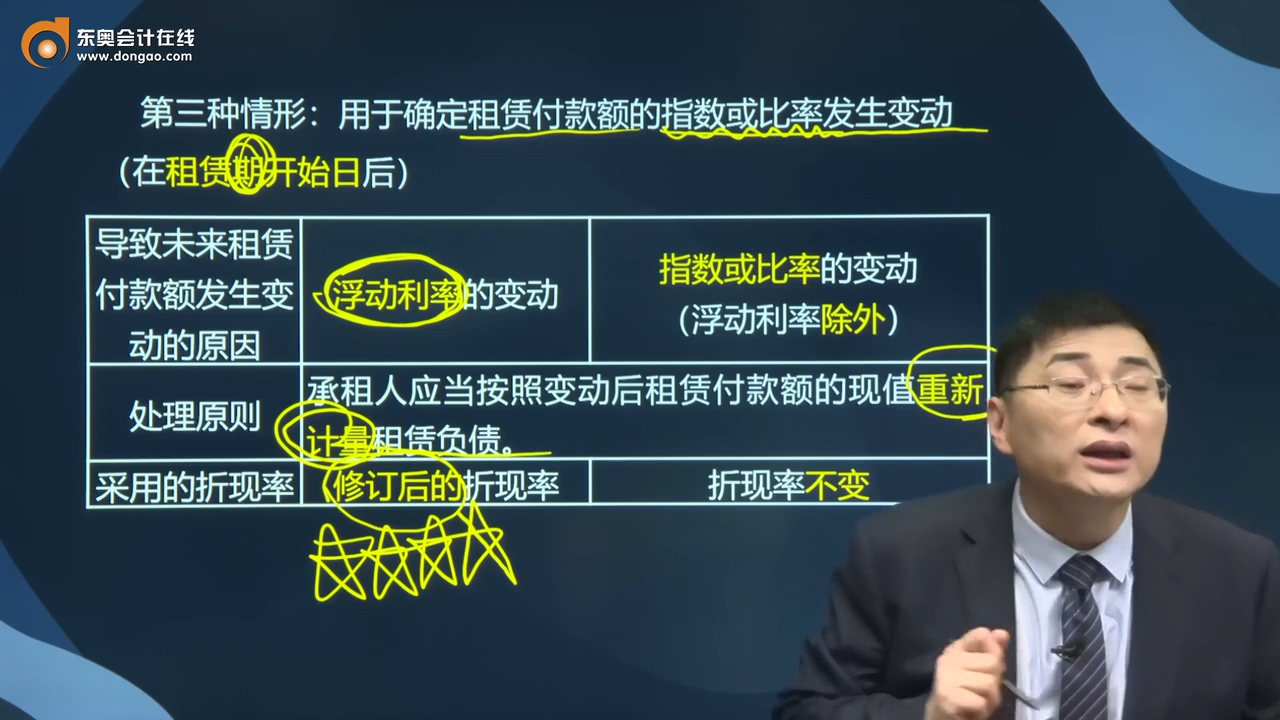 东奥会计在线
www.dongao.com
第三种情形：用于确定租赁付款额的指数或比率发生变动
（在租赁期开始日后）
导致未来租赁
付款额发生变
动的原因
浮动利率的变动
指数或比率的变动
（浮动利率除外）
处理原则
承租人应当按照变动后租赁付款额的现值重新
计量租赁负债。
采用的折现率
修订后的折现率
折现率不变